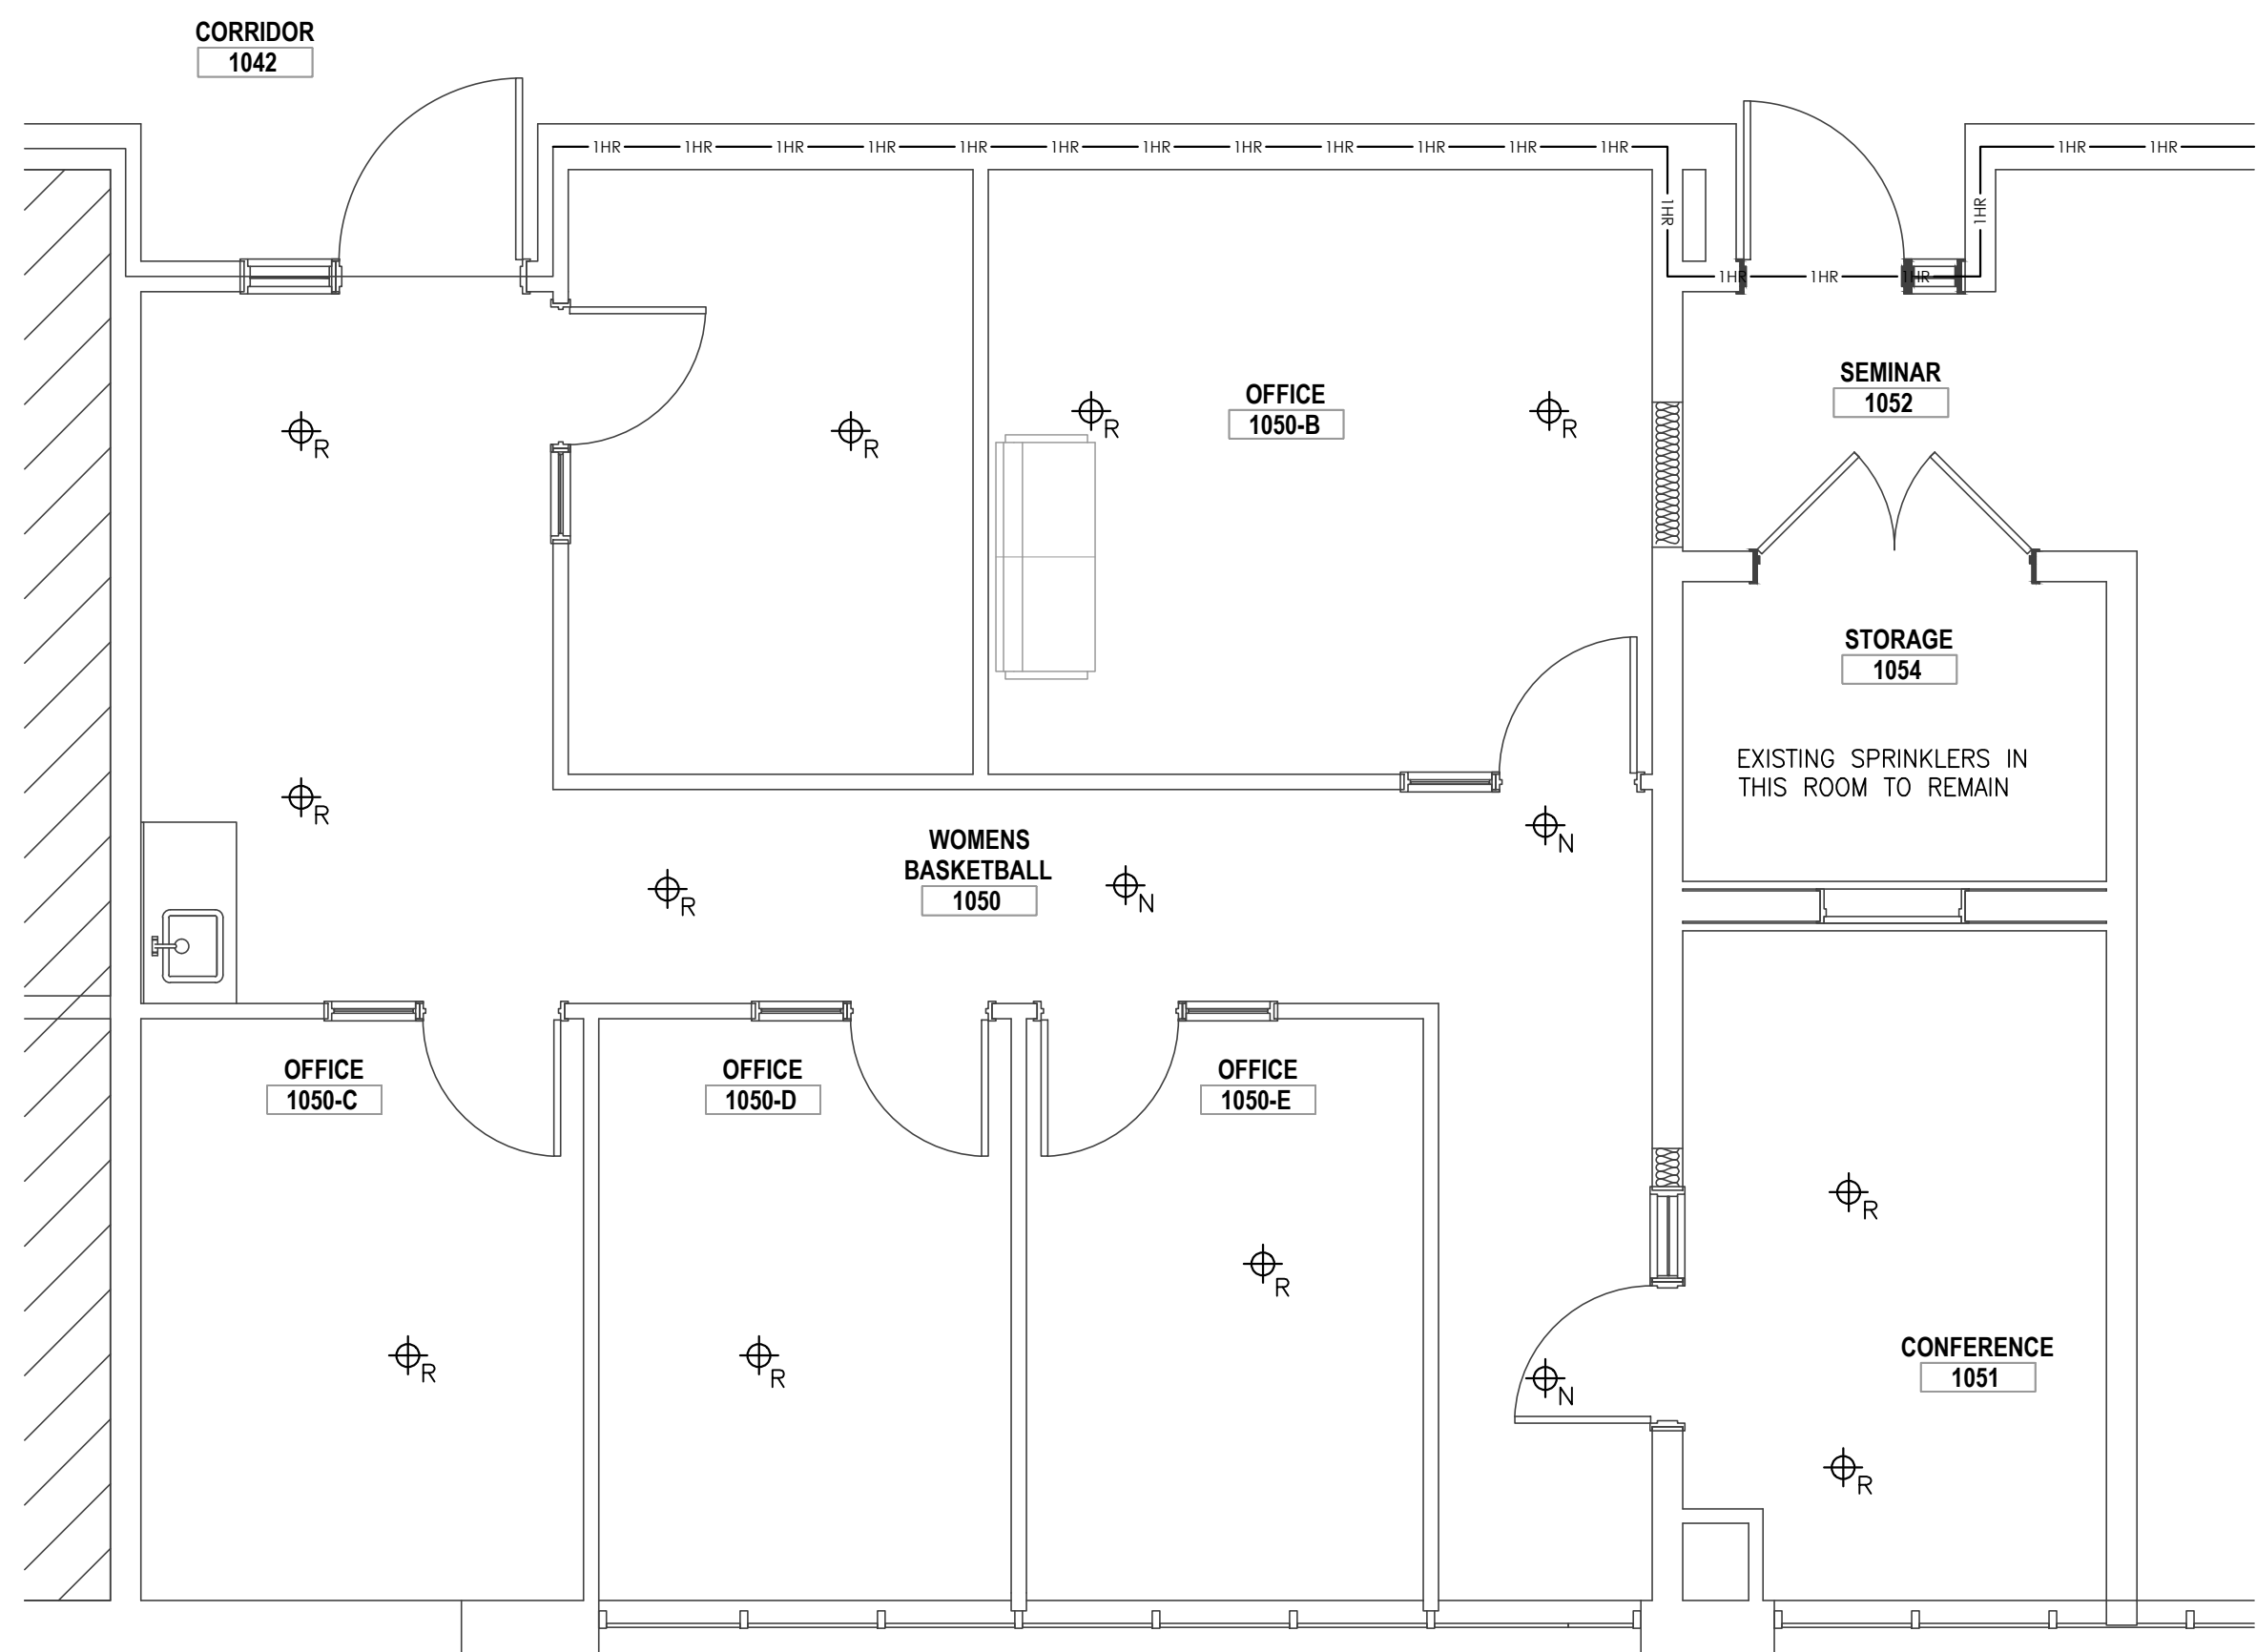 CORRIDOR
1042
1HR 1HR 1HR 1HR 1HR 1HR 1HR 1HR 1HR 1HR 1HR 1HR
1HR 1HR
1HR
1HR
1HR 1HR 1HR
SEMINAR
1052
OFFICE
1050-B
R
R
R
R
STORAGE
1054
EXISTING SPRINKLERS IN
THIS ROOM TO REMAIN
R
N
WOMENS
BASKETBALL
1050
R
N
OFFICE
1050-C
OFFICE
1050-D
OFFICE
1050-E
R
R
CONFERENCE
1051
R
R
N
R